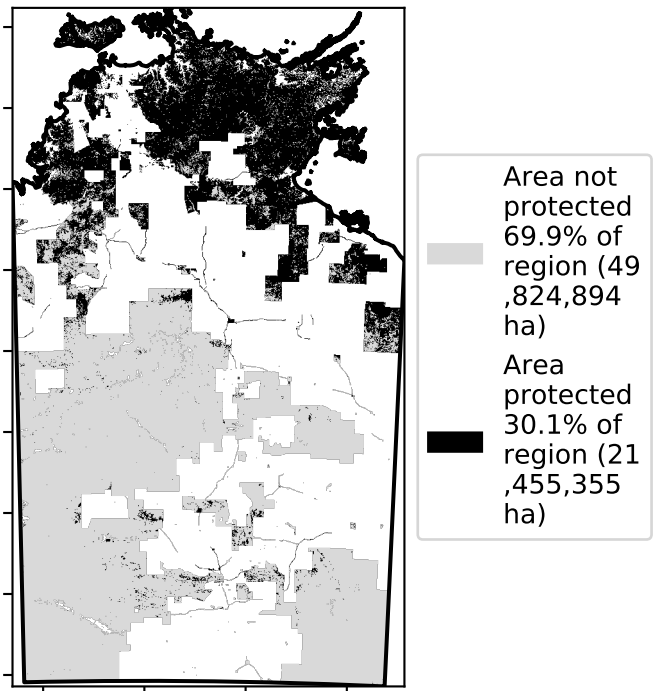 Area not
protected
69.9% of
region (49
,824,894
ha)
Area
protected
30.1% of
region (21
,455,355
ha)